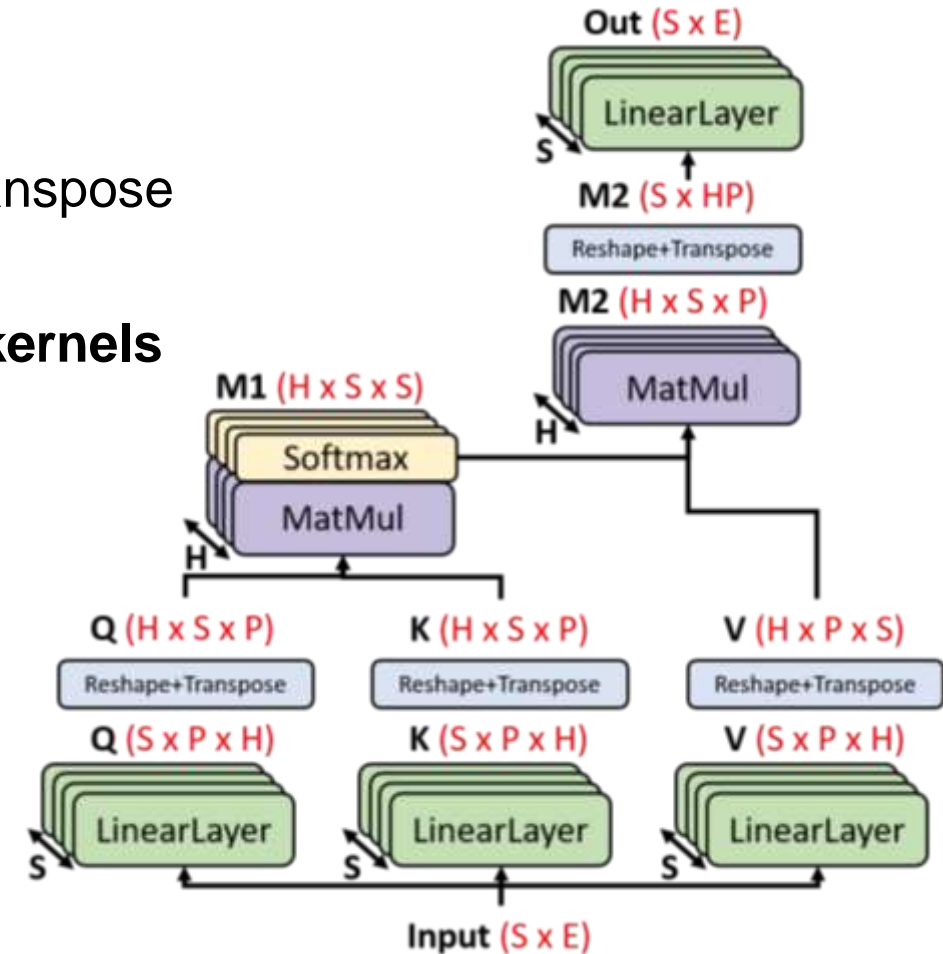 Out (S x E)
LinearLayer
S
anspose
M2 (S x HP)
Reshape+Transpose
M2 (H x S x P)
kernels
MatMul
H
M1 (H x S x S)
Softmax
MatMul
H
Q (H x S x P) K (H x S x P) V (H x P x S)
Reshape+Transpose Reshape+Transpose Reshape+Transpose
Q (S x P x H) K (S x P x H) V (S x P x H)
LinearLayer LinearLayer LinearLayer
S S S
Input (S x E)